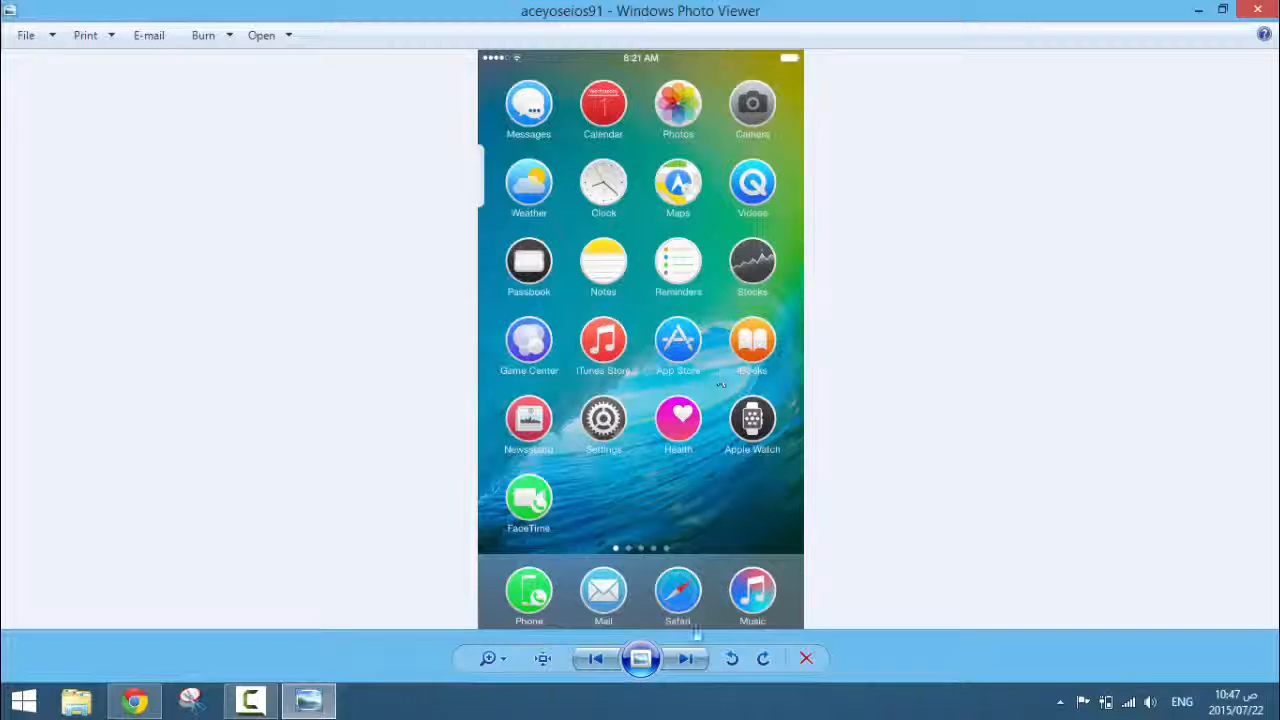 aceyoseios91 - Windows Photo Viewer
File Print E-mail Burn Open
8:21 AM
Messages Calendar Photos Camera
Weather Clock Maps Videos
Passbook Notes Reminders Stocks
Game Center iTunes Store App Store iBooks
Newsstand Settings Health Apple Watch
FaceTime
Phone Mail Safari Music
ENG
10:47 ص
2015/07/22